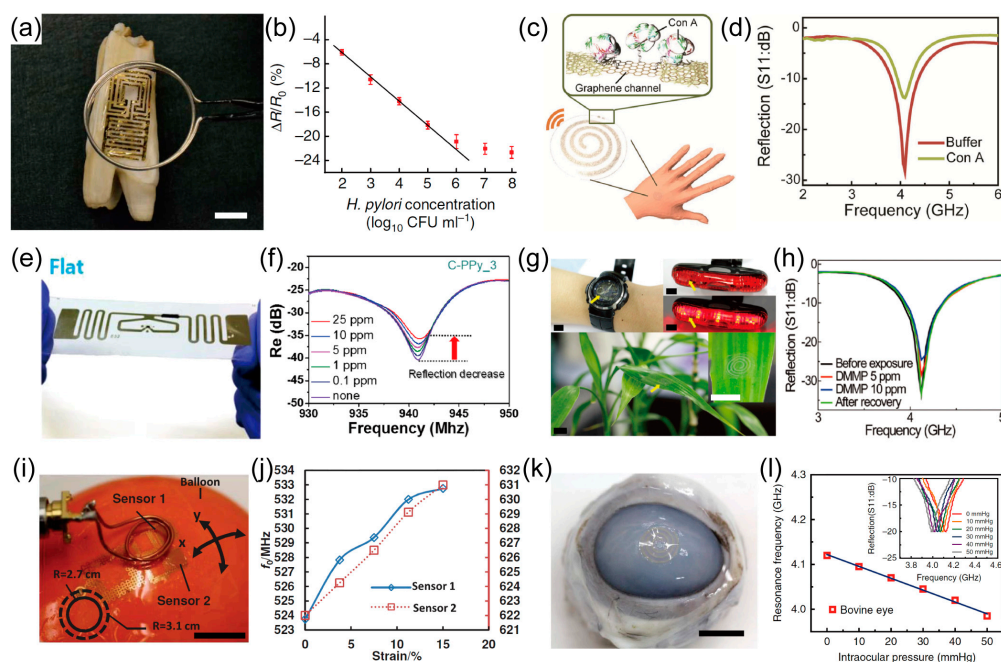 (a)
(b)
ΔR/R0 (%)
−4
−8
−12
−16
−20
−24
2 3 4 5 6 7 8
H. pylori concentration
(log10 CFU ml−1)
(c)
Con A
Graphene channel
(d)
Reflection (S11:dB)
0
−10
−20
−30
Buffer
Con A
2 3 4 5 6
Frequency (GHz)
(e)
Flat
(f)
C-PPy_3
Re (dB)
-20
-25
-30
-35
-40
-45
-50
25 ppm
10 ppm
5 ppm
1 ppm
0.1 ppm
none
Reflection decrease
930 935 940 945 950
Frequency (Mhz)
(g)
(h)
Reflection (S11:dB)
0
-10
-20
-30
Before exposure
DMMP 5 ppm
DMMP 10 ppm
After recovery
3 4 5
Frequency (GHz)
(i)
Sensor 1
Balloon
y
x
R=2.7 cm
Sensor 2
R=3.1 cm
(j)
f0/MHz
534
533
532
531
530
529
528
527
526
525
524
523
632
631
630
629
628
627
626
625
624
623
622
621
Sensor 1
Sensor 2
0 5 10 15 20
Strain/%
(k)
(l)
Resonance frequency (GHz)
4.3
4.2
4.1
4.0
Bovine eye
0 10 20 30 40 50
Intraocular pressure (mmHg)
Reflection(S11:dB)
-10
-15
-20
-25
0 mmHg
10 mmHg
20 mmHg
30 mmHg
40 mmHg
50 mmHg
3.8 4.0 4.2 4.4 4.6
Frequency (GHz)